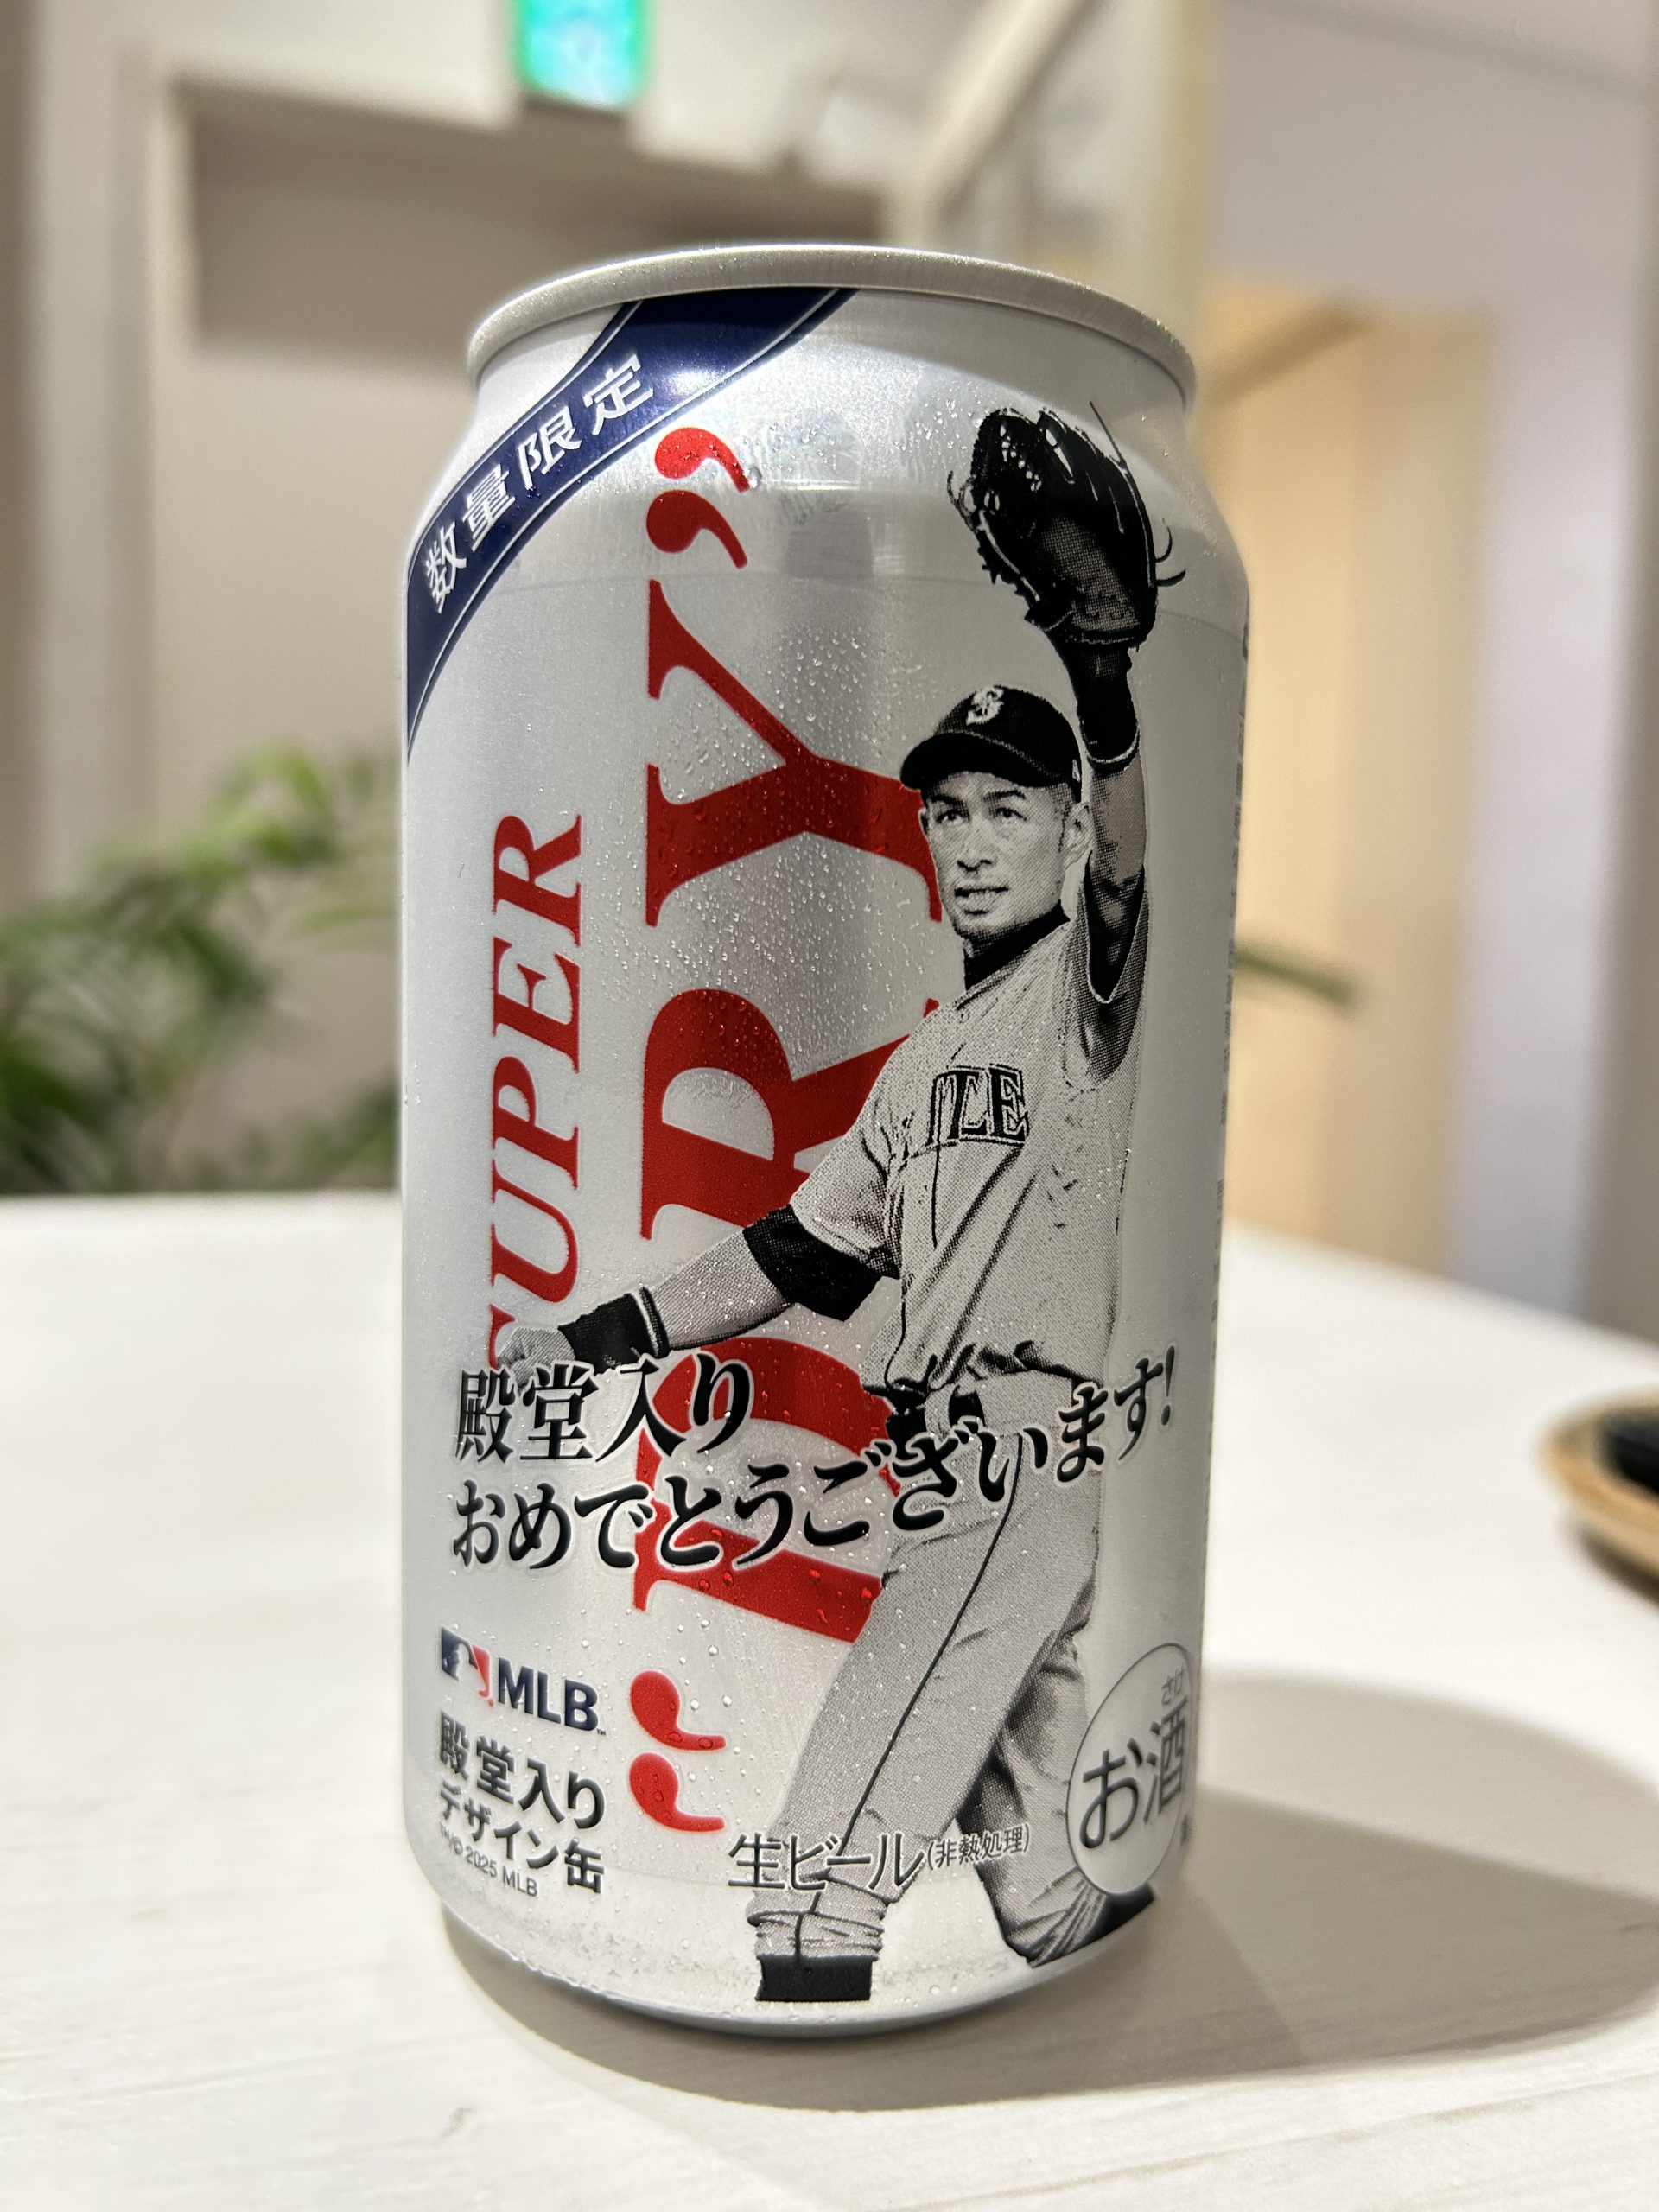 数量限定
SUPER
"DRY"
ITE
殿堂入り
おめでとうございます!
MLB
殿堂入り
デザイン缶
™/© 2025 MLB
生ビール(非熱処理)
さけ
お酒